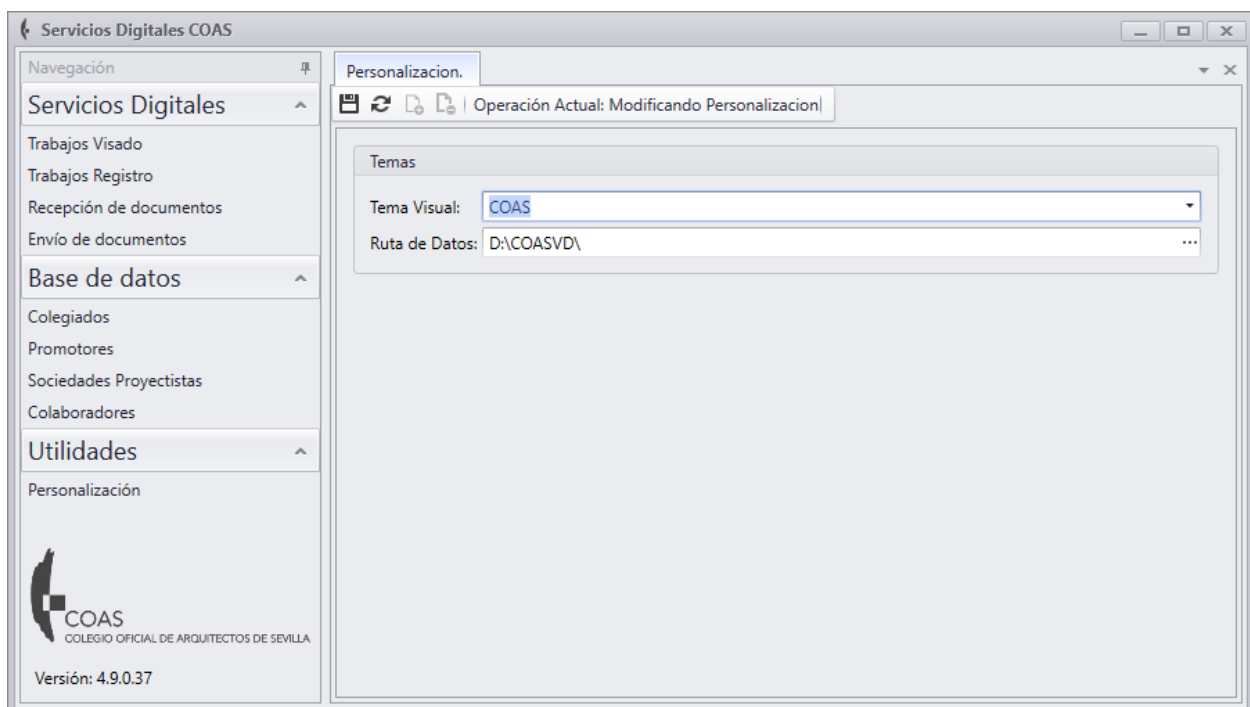 Servicios Digitales COAS
Navegación
Servicios Digitales
Trabajos Visado
Trabajos Registro
Recepción de documentos
Envío de documentos
Base de datos
Colegiados
Promotores
Sociedades Proyectistas
Colaboradores
Utilidades
Personalización
COAS
COLEGIO OFICIAL DE ARQUITECTOS DE SEVILLA
Versión: 4.9.0.37
Personalizacion.
Operación Actual: Modificando Personalizacion
Temas
Tema Visual: COAS
Ruta de Datos: D:\COASVD\ ...